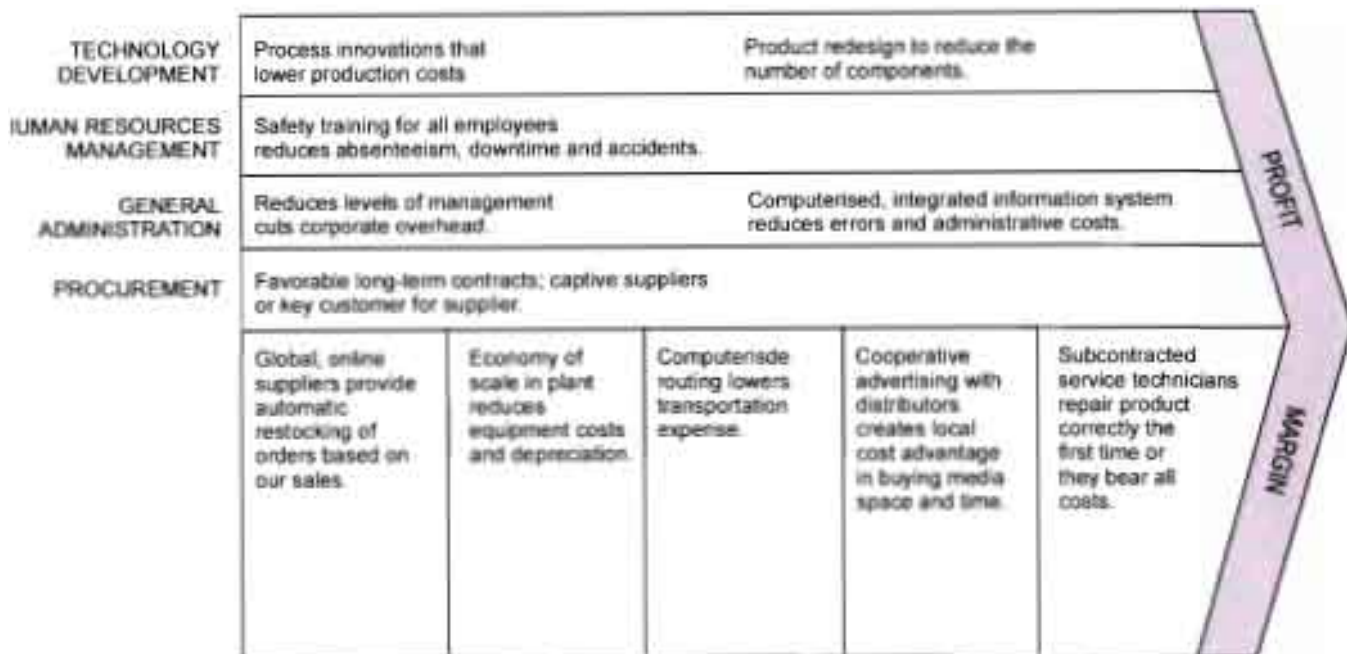 TECHNOLOGY
DEVELOPMENT
Process innovations that
lower production costs
Product redesign to reduce the
number of components.
IUMAN RESOURCES
MANAGEMENT
Safety training for all employees
reduces absenteeism, downtime and accidents.
GENERAL
ADMINISTRATION
Reduces levels of management
cuts corporate overhead.
Computerised, integrated information system
reduces errors and administrative costs.
PROCUREMENT
Favorable long-term contracts; captive suppliers
or key customer for supplier.
Global, online
suppliers provide
automatic
restocking of
orders based on
our sales.
Economy of
scale in plant
reduces
equipment costs
and depreciation.
Computerisde
routing lowers
transportation
expense.
Cooperative
advertising with
distributors
creates local
cost advantage
in buying media
space and time.
Subcontracted
service technicians
repair product
correctly the
first time or
they bear all
costs.
PROFIT
MARGIN